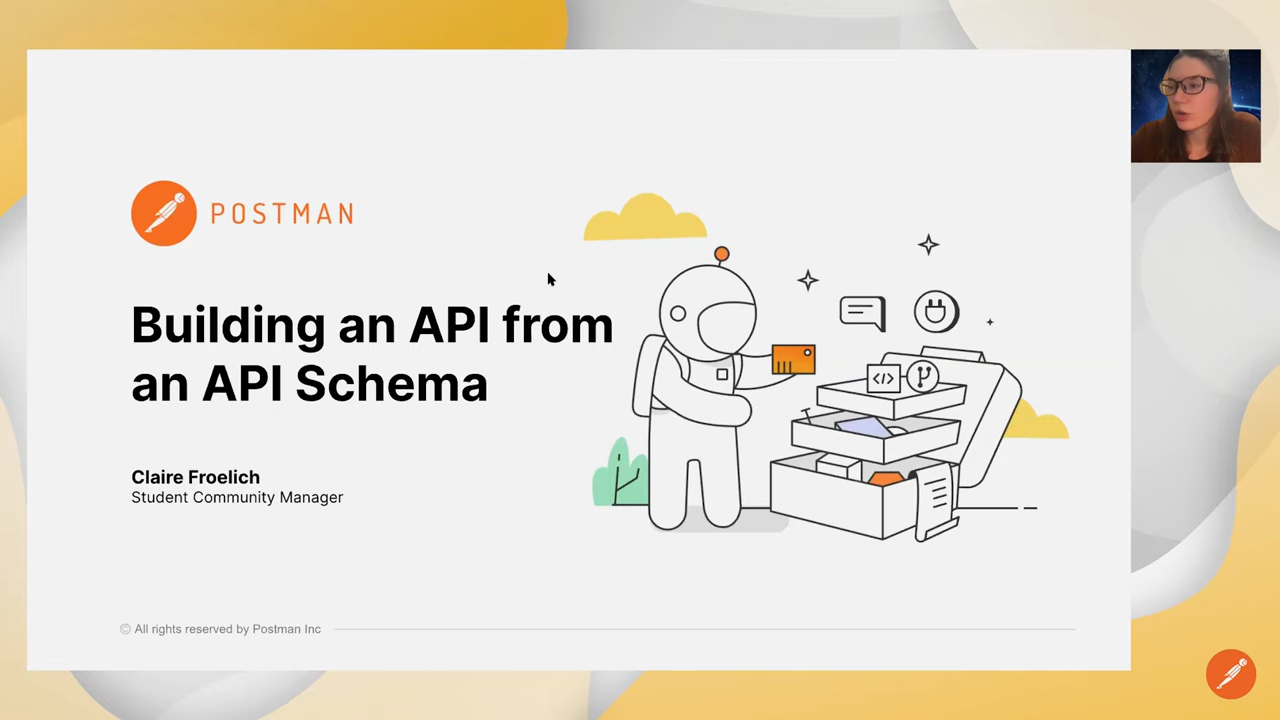 POSTMAN
Building an API from
an API Schema
</>
Claire Froelich
Student Community Manager
© All rights reserved by Postman Inc